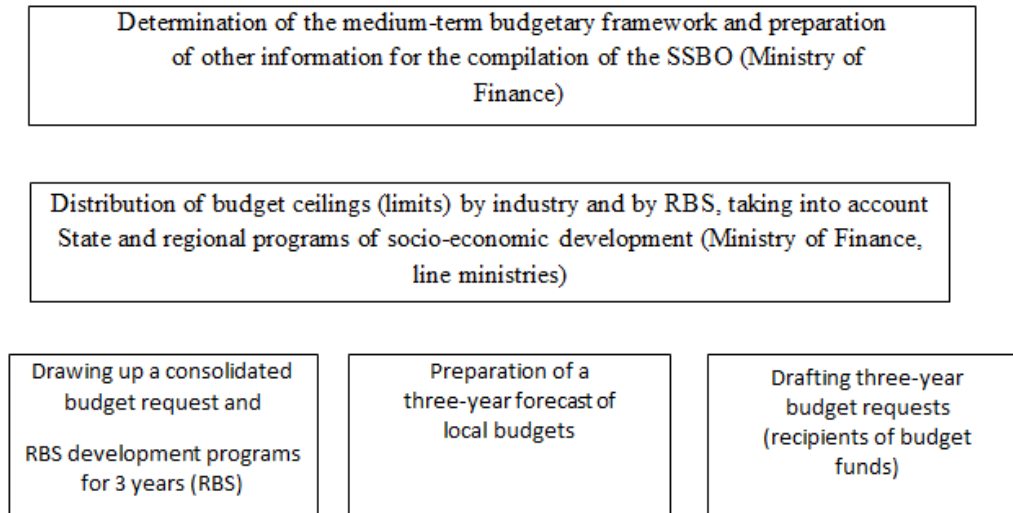 Determination of the medium-term budgetary framework and preparation
of other information for the compilation of the SSBO (Ministry of
Finance)
Distribution of budget ceilings (limits) by industry and by RBS, taking into account
State and regional programs of socio-economic development (Ministry of Finance,
line ministries)
Drawing up a consolidated
budget request and
RBS development programs
for 3 years (RBS)
Preparation of a
three-year forecast of
local budgets
Drafting three-year
budget requests
(recipients of budget
funds)